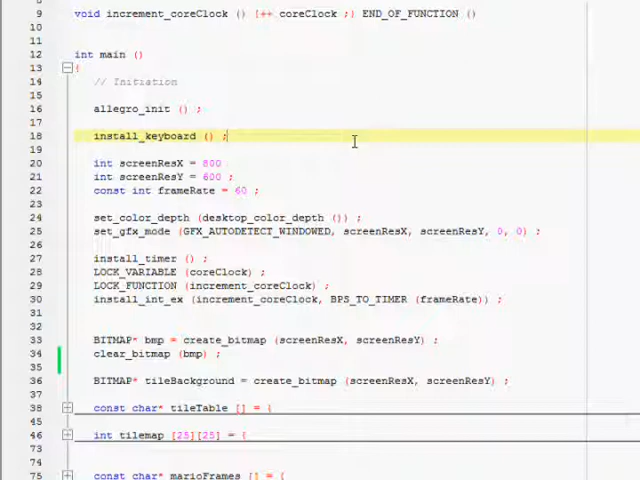 8
9 void increment_coreClock () {++ coreClock ;} END_OF_FUNCTION ()
10
11
12 int main ()
13 {
14 // Initiation
15
16 allegro_init () ;
17
18 install_keyboard () ;
19
20 int screenResX = 800
21 int screenResY = 600 ;
22 const int frameRate = 60 ;
23
24 set_color_depth (desktop_color_depth ()) ;
25 set_gfx_mode (GFX_AUTODETECT_WINDOWED, screenResX, screenResY, 0, 0) ;
26
27 install_timer () ;
28 LOCK_VARIABLE (coreClock) ;
29 LOCK_FUNCTION (increment_coreClock) ;
30 install_int_ex (increment_coreClock, BPS_TO_TIMER (frameRate)) ;
31
32
33 BITMAP* bmp = create_bitmap (screenResX, screenResY) ;
34 clear_bitmap (bmp) ;
35
36 BITMAP* tileBackground = create_bitmap (screenResX, screenResY) ;
37
38 const char* tileTable [] = {
45
46 int tilemap [25][25] = {
73
74
75 const char* marioFrames [] = {